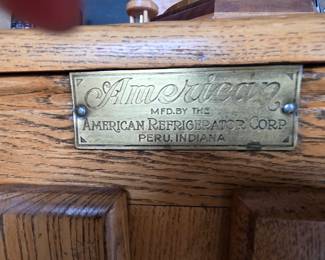 American
MFD. BY THE
AMERICAN REFRIGERATOR CORP.
PERU, INDIANA